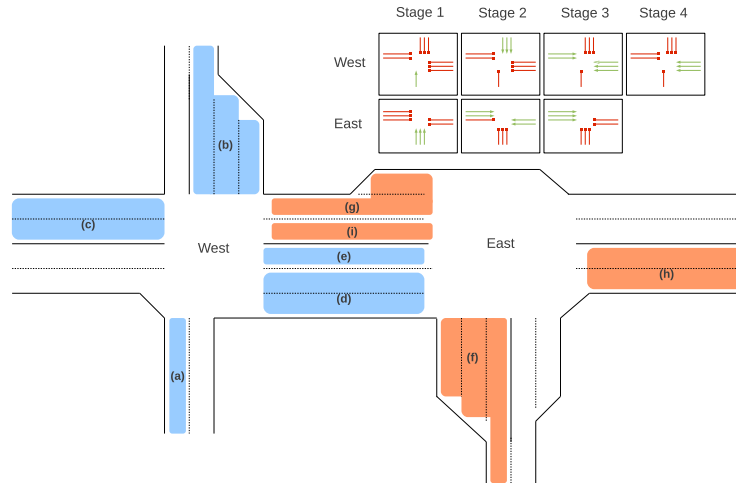 Stage 1 Stage 2 Stage 3 Stage 4
West
East
(b)
(c)
(g)
(i)
West
East
(e)
(h)
(d)
(f)
(a)